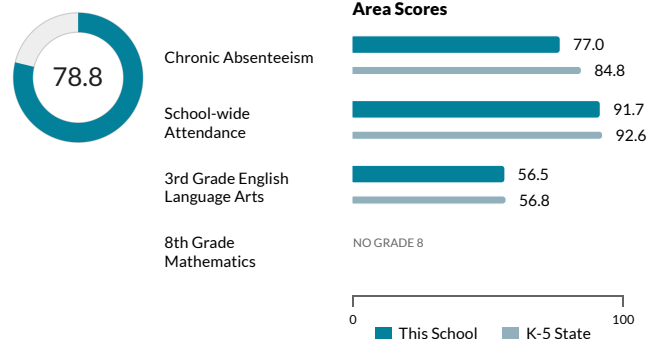 Area Scores
78.8
Chronic Absenteeism
77.0
84.8
School-wide
Attendance
91.7
92.6
3rd Grade English
Language Arts
56.5
56.8
8th Grade
Mathematics
NO GRADE 8
0
100
This School
K-5 State